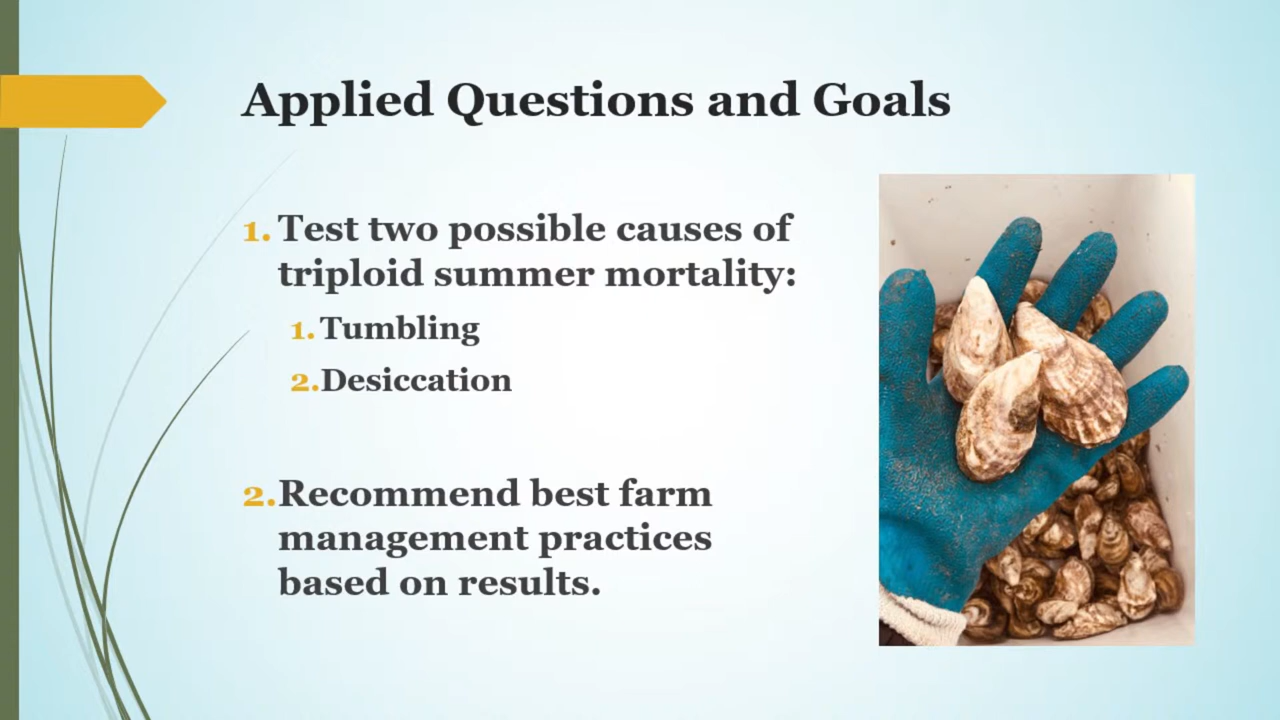 Applied Questions and Goals
1. Test two possible causes of
triploid summer mortality:
1. Tumbling
2.Desiccation
2.Recommend best farm
management practices
based on results.